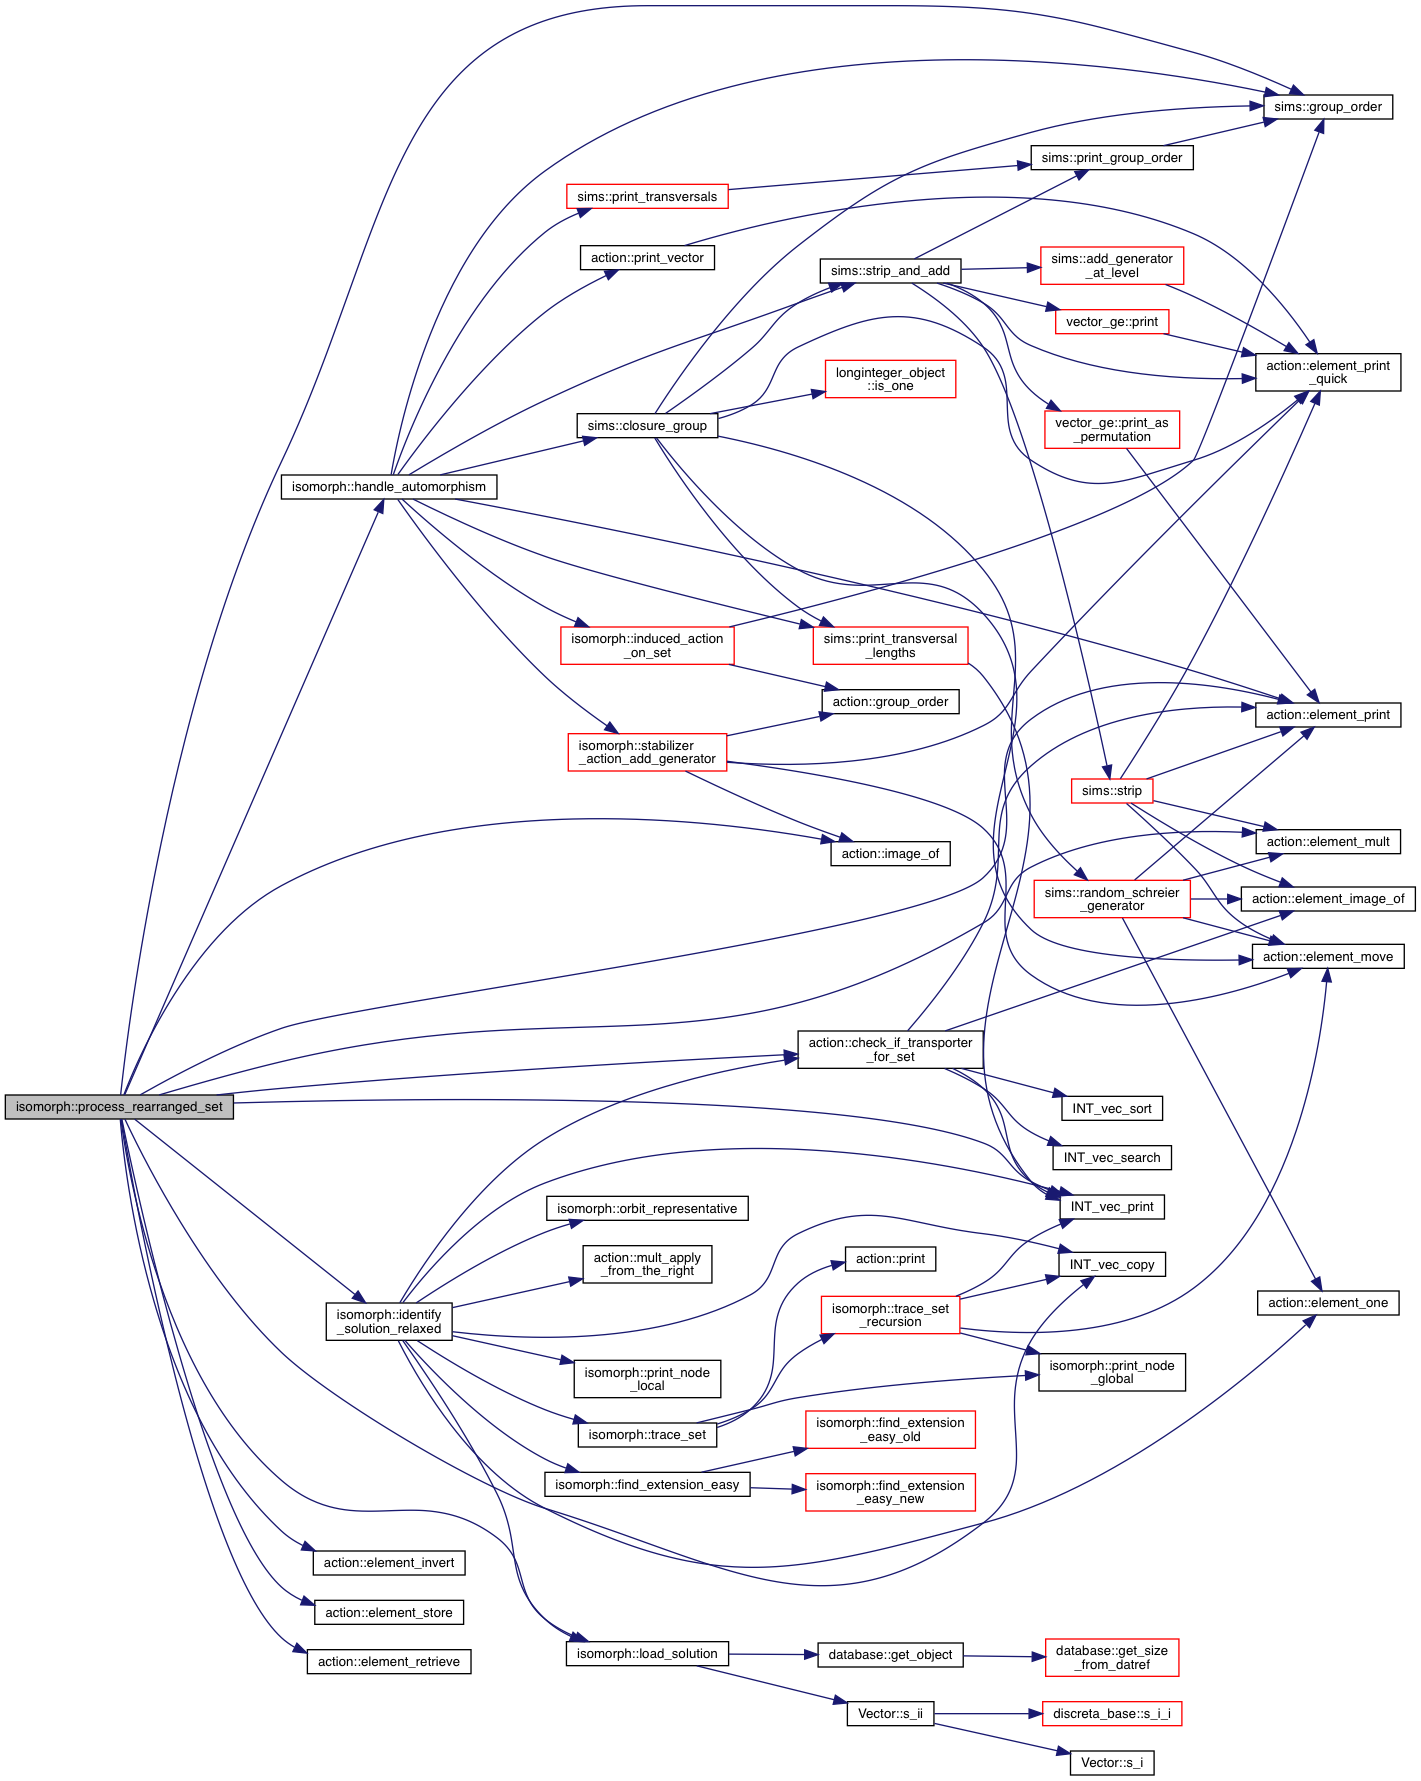 sims::group_order
sims::print_group_order
sims::print_transversals
action::print_vector
sims::strip_and_add
sims::add_generator
_at_level
vector_ge::print
action::element_print
_quick
longinteger_object
::is_one
sims::closure_group
vector_ge::print_as
_permutation
isomorph::handle_automorphism
isomorph::induced_action
_on_set
sims::print_transversal
_lengths
action::group_order
action::element_print
isomorph::stabilizer
_action_add_generator
sims::strip
action::element_mult
action::image_of
sims::random_schreier
_generator
action::element_image_of
action::element_move
action::check_if_transporter
_for_set
isomorph::process_rearranged_set
INT_vec_sort
INT_vec_search
isomorph::orbit_representative
INT_vec_print
action::mult_apply
_from_the_right
action::print
INT_vec_copy
isomorph::identify
_solution_relaxed
isomorph::trace_set
_recursion
action::element_one
isomorph::print_node
_local
isomorph::print_node
_global
isomorph::trace_set
isomorph::find_extension
_easy_old
isomorph::find_extension_easy
isomorph::find_extension
_easy_new
action::element_invert
action::element_store
action::element_retrieve
isomorph::load_solution
database::get_object
database::get_size
_from_datref
Vector::s_ii
discreta_base::s_i_i
Vector::s_i